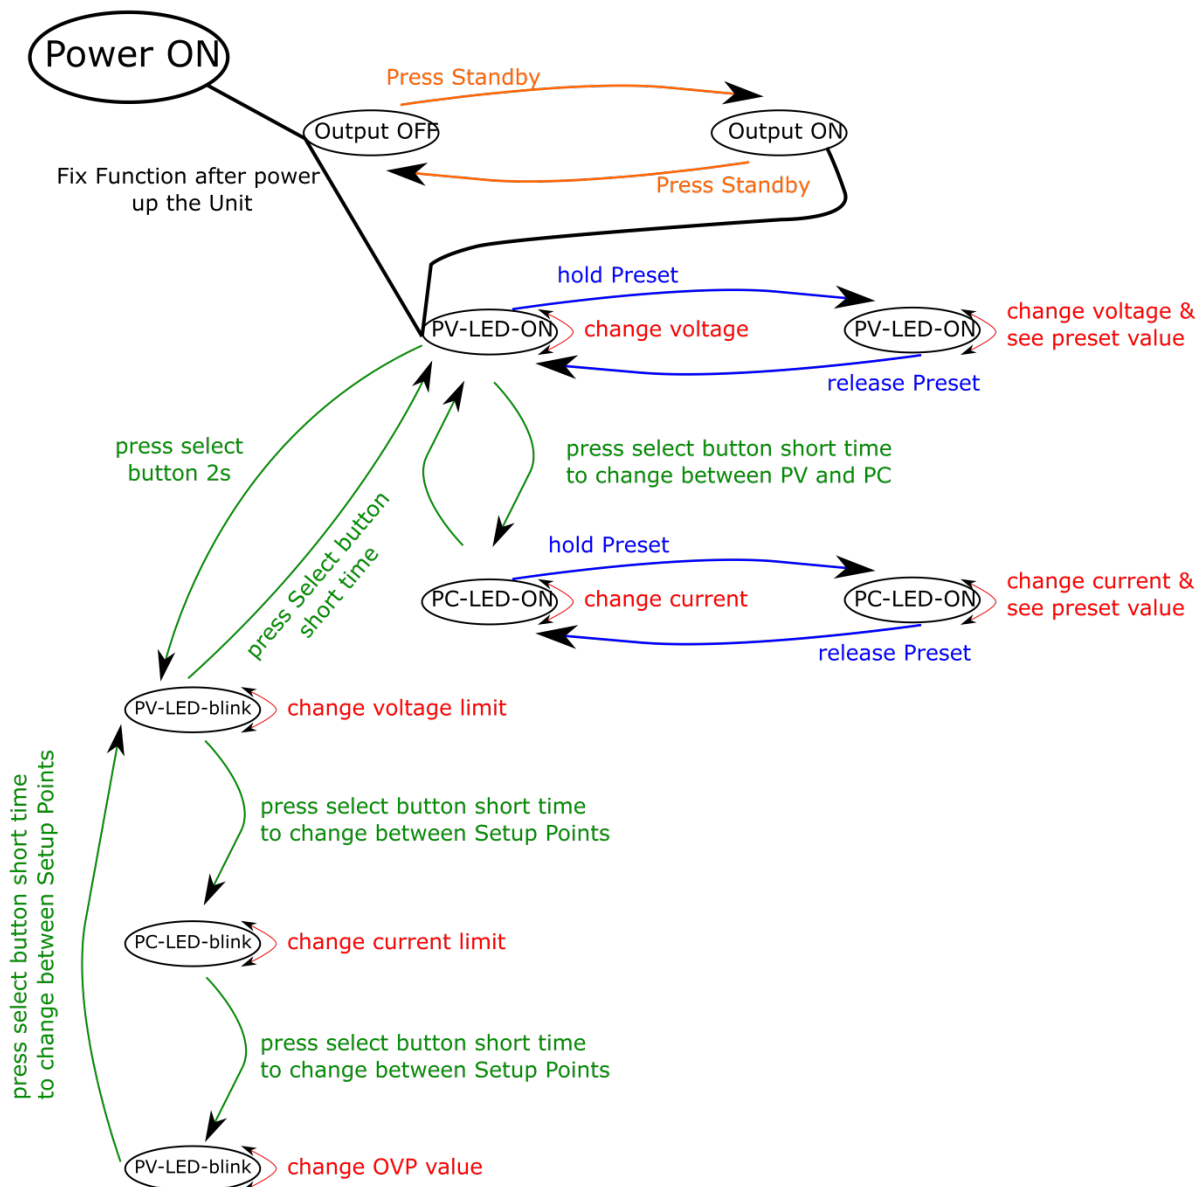 Power ON
Press Standby
Output OFF
Output ON
Fix Function after power
up the Unit
Press Standby
hold Preset
PV-LED-ON
change voltage
PV-LED-ON
change voltage &
see preset value
release Preset
press select
button 2s
press select button short time
to change between PV and PC
press Select button
short time
hold Preset
PC-LED-ON
change current
PC-LED-ON
change current &
see preset value
release Preset
PV-LED-blink
change voltage limit
press select button short time
to change between Setup Points
press select button short time
to change between Setup Points
PC-LED-blink
change current limit
press select button short time
to change between Setup Points
PV-LED-blink
change OVP value